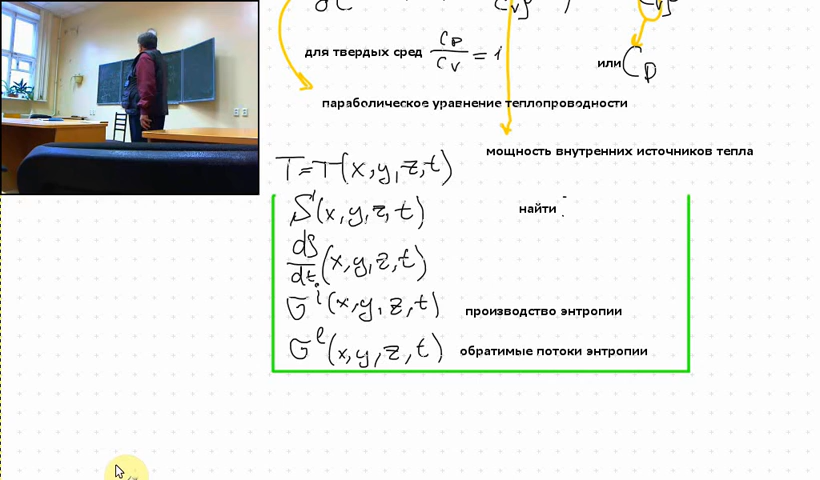 для твердых сред Cp/Cv = 1
или Cp
параболическое уравнение теплопроводности
мощность внутренних источников тепла
T=T(x,y,z,t)
S(x,y,z,t)
найти :
dS/dt (x,y,z,t)
σⁱ(x,y,z,t) производство энтропии
σᵉ(x,y,z,t) обратимые потоки энтропии